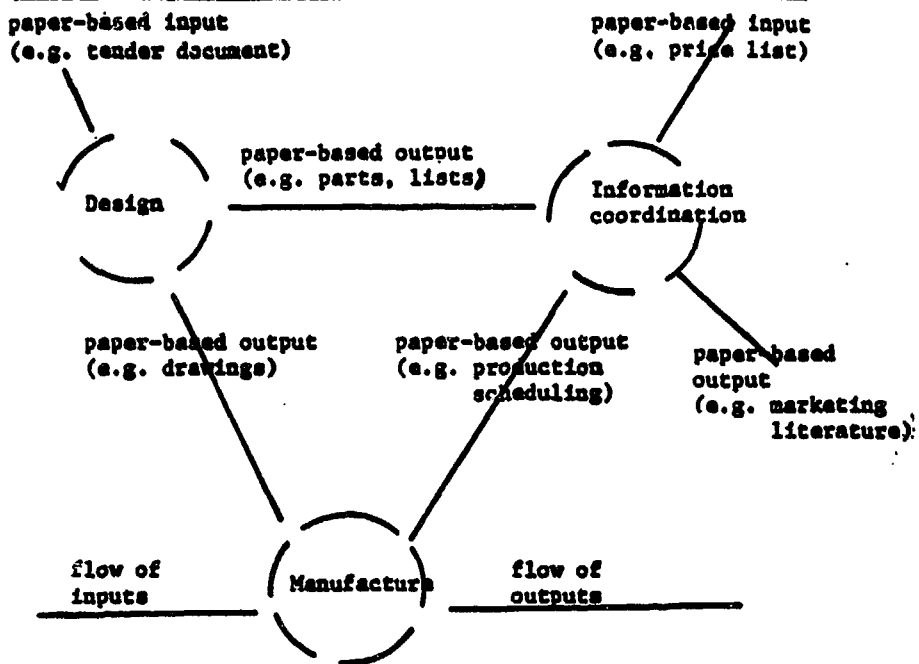 paper-based input
(e.g. tender document)
paper-based input
(e.g. price list)
paper-based output
(e.g. parts, lists)
Design
Information
coordination
paper-based output
(e.g. drawings)
paper-based output
(e.g. production
scheduling)
paper-based
output
(e.g. marketing
literature)
flow of
inputs
Manufacture
flow of
outputs